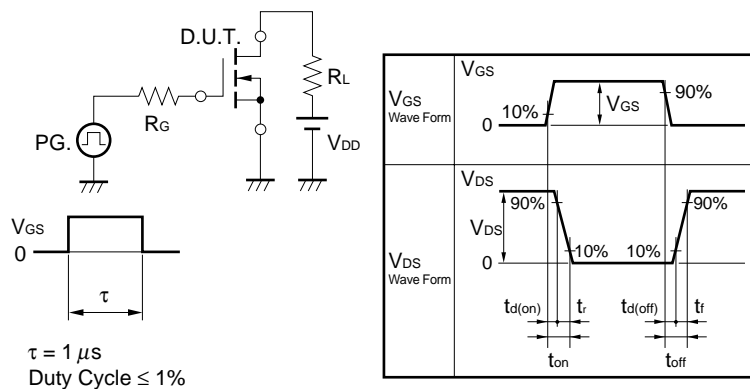 D.U.T.
RL
RG
PG.
VDD
VGS
0
τ
τ = 1 μs
Duty Cycle ≤ 1%
VGS
Wave Form
VGS
10%
VGS
90%
0
VDS
Wave Form
VDS
90%
VDS
10%
10%
90%
0
td(on)
tr
td(off)
tf
ton
toff